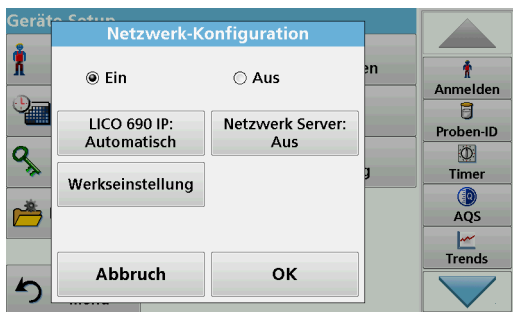 Geräte Setup
Netzwerk-Konfiguration
Ein
Aus
en
LICO 690 IP:
Automatisch
Netzwerk Server:
Aus
Werkseinstellung
g
Abbruch
OK
Anmelden
Proben-ID
Timer
AQS
Trends